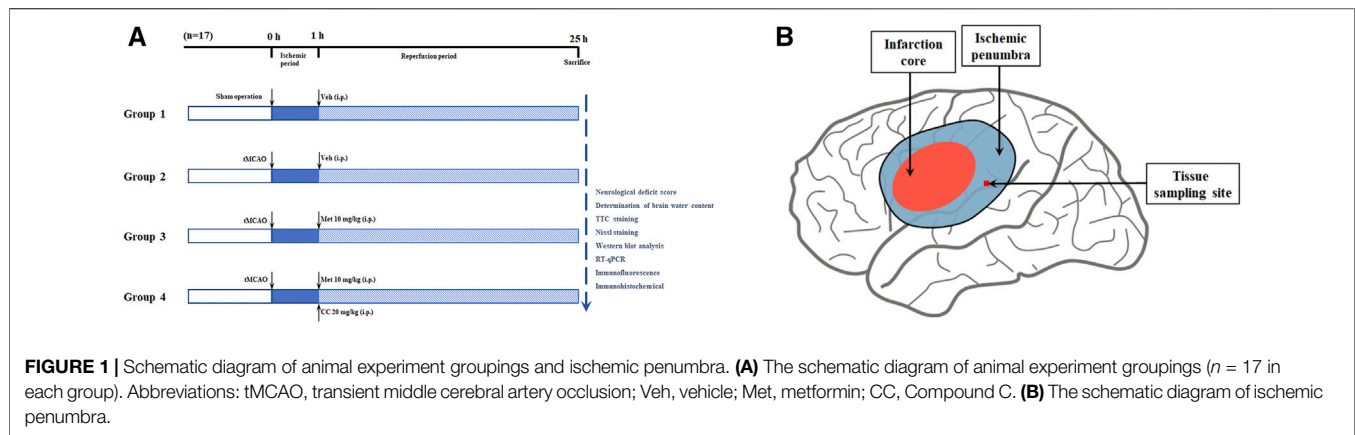 A
(n=17)
0 h
1 h
25 h
Ischemic
period
Reperfusion period
Sacrifice
Group 1
Sham operation
Veh (i.p.)
Group 2
tMCAO
Veh (i.p.)
Group 3
tMCAO
Met 10 mg/kg (i.p.)
Group 4
tMCAO
Met 10 mg/kg (i.p.)
CC 20 mg/kg (i.p.)
Neurological deficit score
Determination of brain water content
TTC staining
Nissl staining
Western blot analysis
RT-qPCR
Immunofluorescence
Immunohistochemical
B
Infarction
core
Ischemic
penumbra
Tissue
sampling site
FIGURE 1 | Schematic diagram of animal experiment groupings and ischemic penumbra. (A) The schematic diagram of animal experiment groupings (n = 17 in
each group). Abbreviations: tMCAO, transient middle cerebral artery occlusion; Veh, vehicle; Met, metformin; CC, Compound C. (B) The schematic diagram of ischemic
penumbra.